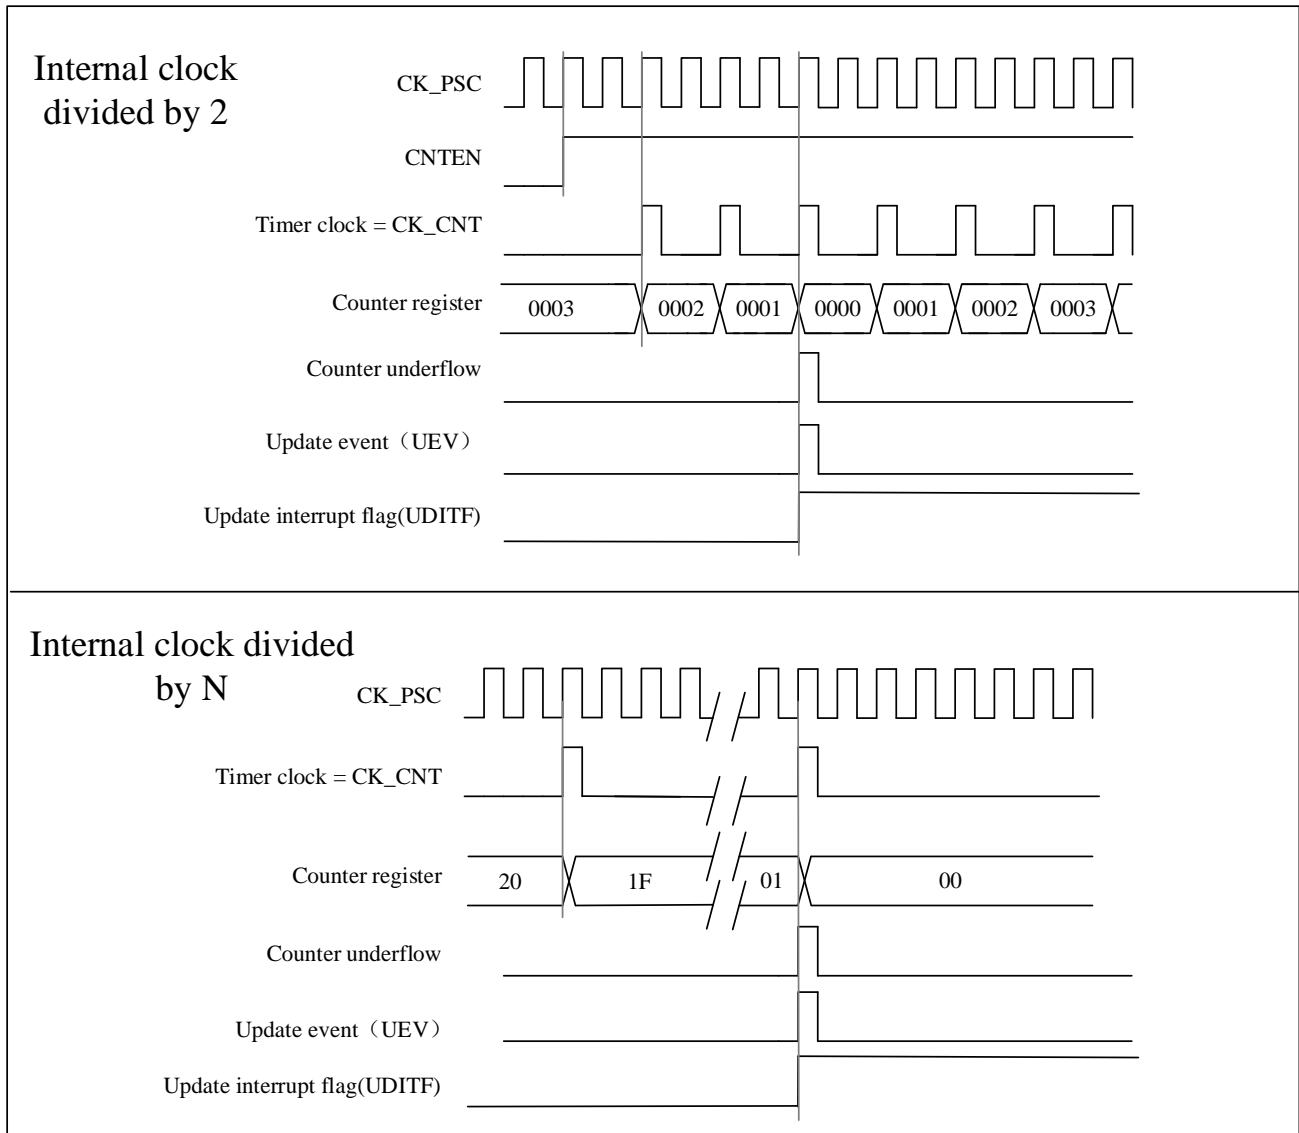 Internal clock
divided by 2
CK_PSC
CNTEN
Timer clock = CK_CNT
Counter register
0003 0002 0001 0000 0001 0002 0003
Counter underflow
Update event（UEV）
Update interrupt flag(UDITF)
Internal clock divided
by N
CK_PSC
Timer clock = CK_CNT
Counter register
20 1F 01 00
Counter underflow
Update event（UEV）
Update interrupt flag(UDITF)